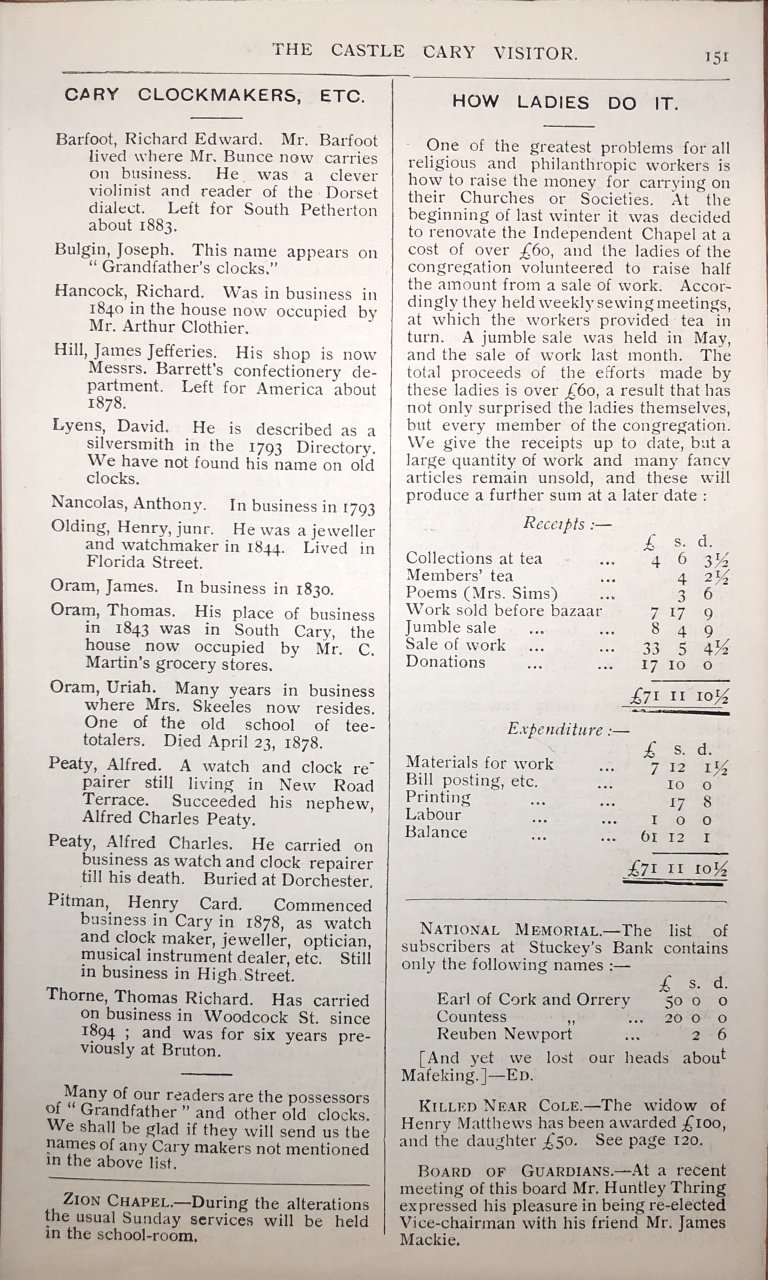 THE CASTLE CARY VISITOR.
151
CARY CLOCKMAKERS, ETC.
Barfoot, Richard Edward. Mr. Barfoot
lived where Mr. Bunce now carries
on business. He was a clever
violinist and reader of the Dorset
dialect. Left for South Petherton
about 1883.
Bulgin, Joseph. This name appears on
“ Grandfather's clocks.”
Hancock, Richard. Was in business in
1840 in the house now occupied by
Mr. Arthur Clothier.
Hill, James Jefferies. His shop is now
Messrs. Barrett's confectionery de-
partment. Left for America about
1878.
Lyens, David. He is described as a
silversmith in the 1793 Directory.
We have not found his name on old
clocks.
Nancolas, Anthony. In business in 1793
Olding, Henry, junr. He was a jeweller
and watchmaker in 1844. Lived in
Florida Street.
Oram, James. In business in 1830.
Oram, Thomas. His place of business
in 1843 was in South Cary, the
house now occupied by Mr. C.
Martin's grocery stores.
Oram, Uriah. Many years in business
where Mrs. Skeeles now resides.
One of the old school of tee-
totalers. Died April 23, 1878.
Peaty, Alfred. A watch and clock re-
pairer still living in New Road
Terrace. Succeeded his nephew,
Alfred Charles Peaty.
Peaty, Alfred Charles. He carried on
business as watch and clock repairer
till his death. Buried at Dorchester.
Pitman, Henry Card. Commenced
business in Cary in 1878, as watch
and clock maker, jeweller, optician,
musical instrument dealer, etc. Still
in business in High Street.
Thorne, Thomas Richard. Has carried
on business in Woodcock St. since
1894 ; and was for six years pre-
viously at Bruton.
Many of our readers are the possessors
of “ Grandfather ” and other old clocks.
We shall be glad if they will send us the
names of any Cary makers not mentioned
in the above list.
ZION CHAPEL.—During the alterations
the usual Sunday services will be held
in the school-room.
HOW LADIES DO IT.
One of the greatest problems for all
religious and philanthropic workers is
how to raise the money for carrying on
their Churches or Societies. At the
beginning of last winter it was decided
to renovate the Independent Chapel at a
cost of over £60, and the ladies of the
congregation volunteered to raise half
the amount from a sale of work. Accor-
dingly they held weekly sewing meetings,
at which the workers provided tea in
turn. A jumble sale was held in May,
and the sale of work last month. The
total proceeds of the efforts made by
these ladies is over £60, a result that has
not only surprised the ladies themselves,
but every member of the congregation.
We give the receipts up to date, but a
large quantity of work and many fancy
articles remain unsold, and these will
produce a further sum at a later date :
Receipts :—
£ s. d.
Collections at tea ... 4 6 3½
Members' tea ... 4 2½
Poems (Mrs. Sims) ... 3 6
Work sold before bazaar 7 17 9
Jumble sale ... ... 8 4 9
Sale of work ... ... 33 5 4½
Donations ... ... 17 10 0
£71 11 10½
Expenditure :—
£ s. d.
Materials for work ... 7 12 1½
Bill posting, etc. ... 10 0
Printing ... ... 17 8
Labour ... ... 1 0 0
Balance ... ... 61 12 1
£71 11 10½
NATIONAL MEMORIAL.—The list of
subscribers at Stuckey's Bank contains
only the following names :—
£ s. d.
Earl of Cork and Orrery 50 0 0
Countess „ ... 20 0 0
Reuben Newport ... 2 6
[And yet we lost our heads about
Mafeking.]—ED.
KILLED NEAR COLE.—The widow of
Henry Matthews has been awarded £100,
and the daughter £50. See page 120.
BOARD OF GUARDIANS.—At a recent
meeting of this board Mr. Huntley Thring
expressed his pleasure in being re-elected
Vice-chairman with his friend Mr. James
Mackie.